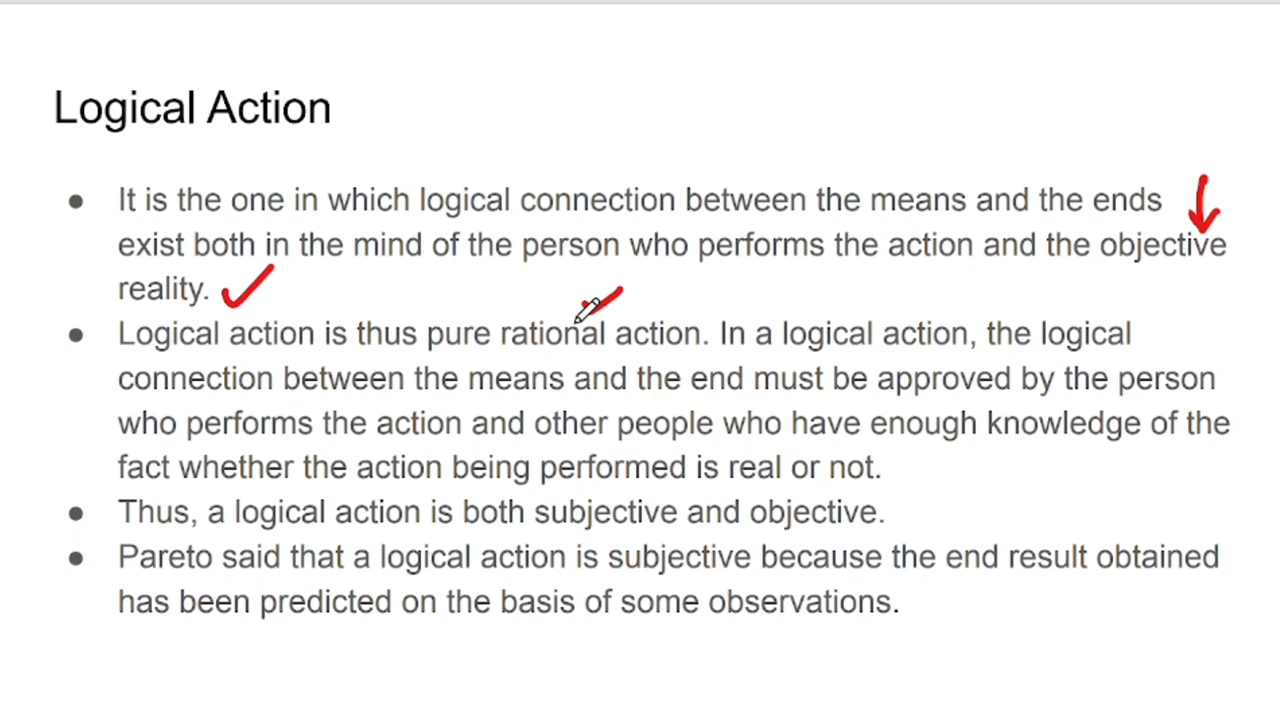 Logical Action
● It is the one in which logical connection between the means and the ends
exist both in the mind of the person who performs the action and the objective
reality.
● Logical action is thus pure rational action. In a logical action, the logical
connection between the means and the end must be approved by the person
who performs the action and other people who have enough knowledge of the
fact whether the action being performed is real or not.
● Thus, a logical action is both subjective and objective.
● Pareto said that a logical action is subjective because the end result obtained
has been predicted on the basis of some observations.